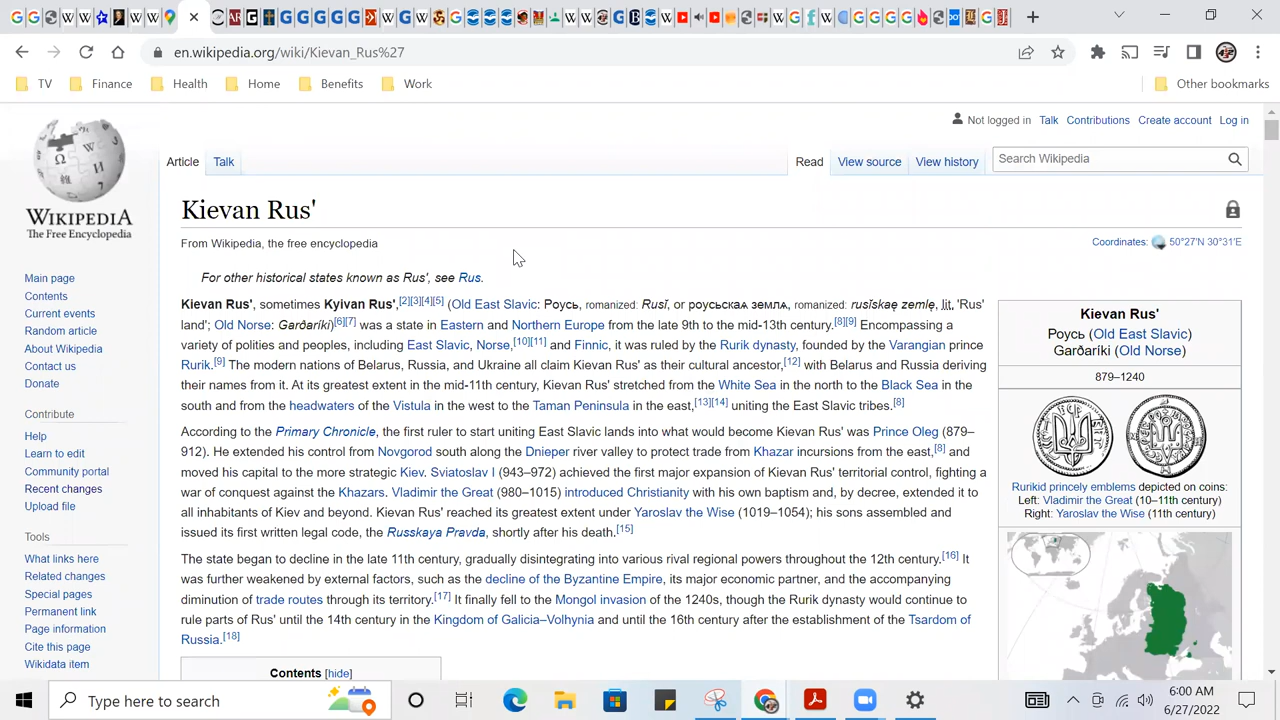 en.wikipedia.org/wiki/Kievan_Rus%27
TV Finance Health Home Benefits Work Other bookmarks
Not logged in Talk Contributions Create account Log in
Article Talk Read View source View history Search Wikipedia
WIKIPEDIA
The Free Encyclopedia
Main page
Contents
Current events
Random article
About Wikipedia
Contact us
Donate
Contribute
Help
Learn to edit
Community portal
Recent changes
Upload file
Tools
What links here
Related changes
Special pages
Permanent link
Page information
Cite this page
Wikidata item
Kievan Rus'
From Wikipedia, the free encyclopedia
Coordinates: 50°27′N 30°31′E
For other historical states known as Rus', see Rus.
Kievan Rus', sometimes Kyivan Rus',[2][3][4][5] (Old East Slavic: Роусь, romanized: Rusĭ, or роусьскаѧ землѧ, romanized: rusĭskaę zemlę, lit. 'Rus'
land'; Old Norse: Garðaríki)[6][7] was a state in Eastern and Northern Europe from the late 9th to the mid-13th century.[8][9] Encompassing a
variety of polities and peoples, including East Slavic, Norse,[10][11] and Finnic, it was ruled by the Rurik dynasty, founded by the Varangian prince
Rurik.[9] The modern nations of Belarus, Russia, and Ukraine all claim Kievan Rus' as their cultural ancestor,[12] with Belarus and Russia deriving
their names from it. At its greatest extent in the mid-11th century, Kievan Rus' stretched from the White Sea in the north to the Black Sea in the
south and from the headwaters of the Vistula in the west to the Taman Peninsula in the east,[13][14] uniting the East Slavic tribes.[8]
According to the Primary Chronicle, the first ruler to start uniting East Slavic lands into what would become Kievan Rus' was Prince Oleg (879–
912). He extended his control from Novgorod south along the Dnieper river valley to protect trade from Khazar incursions from the east,[8] and
moved his capital to the more strategic Kiev. Sviatoslav I (943–972) achieved the first major expansion of Kievan Rus' territorial control, fighting a
war of conquest against the Khazars. Vladimir the Great (980–1015) introduced Christianity with his own baptism and, by decree, extended it to
all inhabitants of Kiev and beyond. Kievan Rus' reached its greatest extent under Yaroslav the Wise (1019–1054); his sons assembled and
issued its first written legal code, the Russkaya Pravda, shortly after his death.[15]
The state began to decline in the late 11th century, gradually disintegrating into various rival regional powers throughout the 12th century.[16] It
was further weakened by external factors, such as the decline of the Byzantine Empire, its major economic partner, and the accompanying
diminution of trade routes through its territory.[17] It finally fell to the Mongol invasion of the 1240s, though the Rurik dynasty would continue to
rule parts of Rus' until the 14th century in the Kingdom of Galicia–Volhynia and until the 16th century after the establishment of the Tsardom of
Russia.[18]
Contents [hide]
Kievan Rus'
Роусь (Old East Slavic)
Garðaríki (Old Norse)
879–1240
Rurikid princely emblems depicted on coins:
Left: Vladimir the Great (10–11th century)
Right: Yaroslav the Wise (11th century)
Type here to search
6:00 AM
6/27/2022